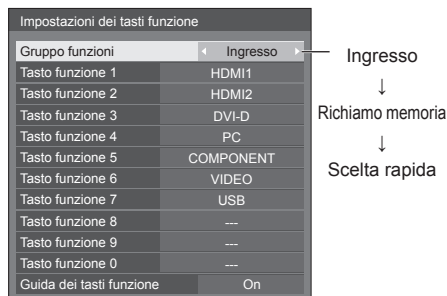 Impostazioni dei tasti funzione
Gruppo funzioni Ingresso
Tasto funzione 1 HDMI1
Tasto funzione 2 HDMI2
Tasto funzione 3 DVI-D
Tasto funzione 4 PC
Tasto funzione 5 COMPONENT
Tasto funzione 6 VIDEO
Tasto funzione 7 USB
Tasto funzione 8 ---
Tasto funzione 9 ---
Tasto funzione 0 ---
Guida dei tasti funzione On
Ingresso
↓
Richiamo memoria
↓
Scelta rapida